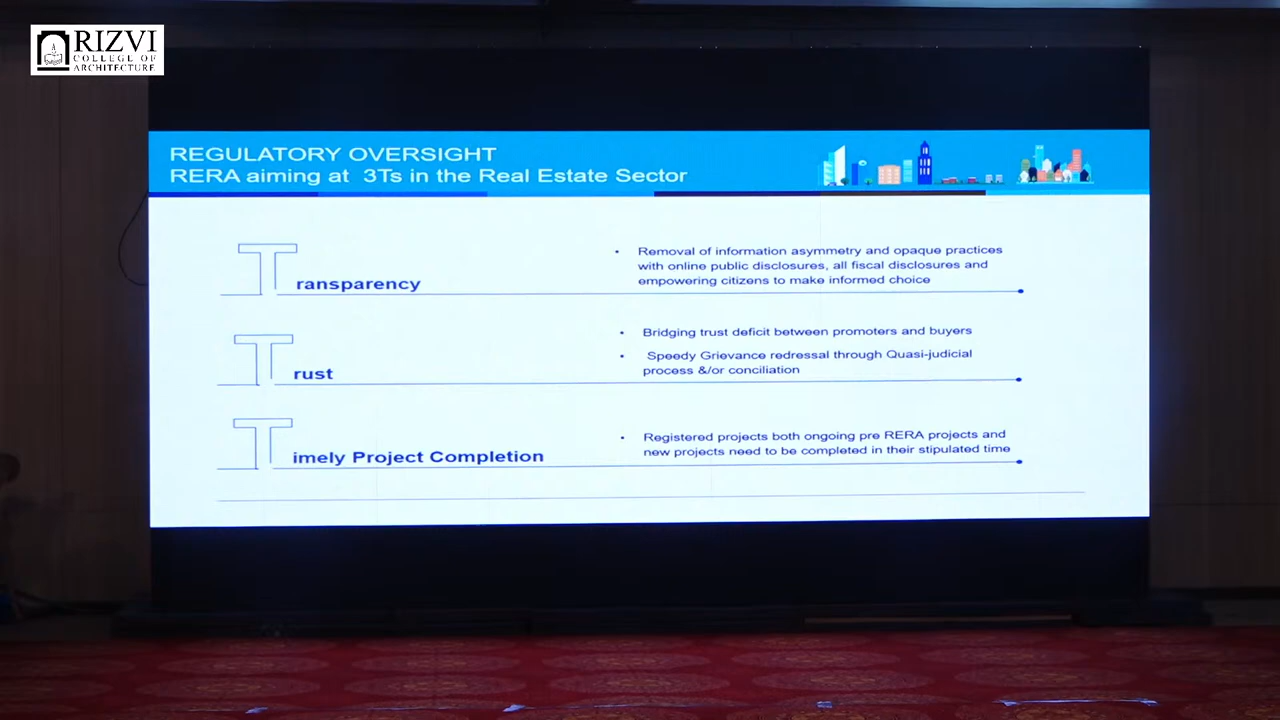 RIZVI
COLLEGE OF
ARCHITECTURE
REGULATORY OVERSIGHT
RERA aiming at 3Ts in the Real Estate Sector
Transparency
• Removal of information asymmetry and opaque practices
with online public disclosures, all fiscal disclosures and
empowering citizens to make informed choice
Trust
• Bridging trust deficit between promoters and buyers
• Speedy Grievance redressal through Quasi-judicial
process &/or conciliation
Timely Project Completion
• Registered projects both ongoing pre RERA projects and
new projects need to be completed in their stipulated time